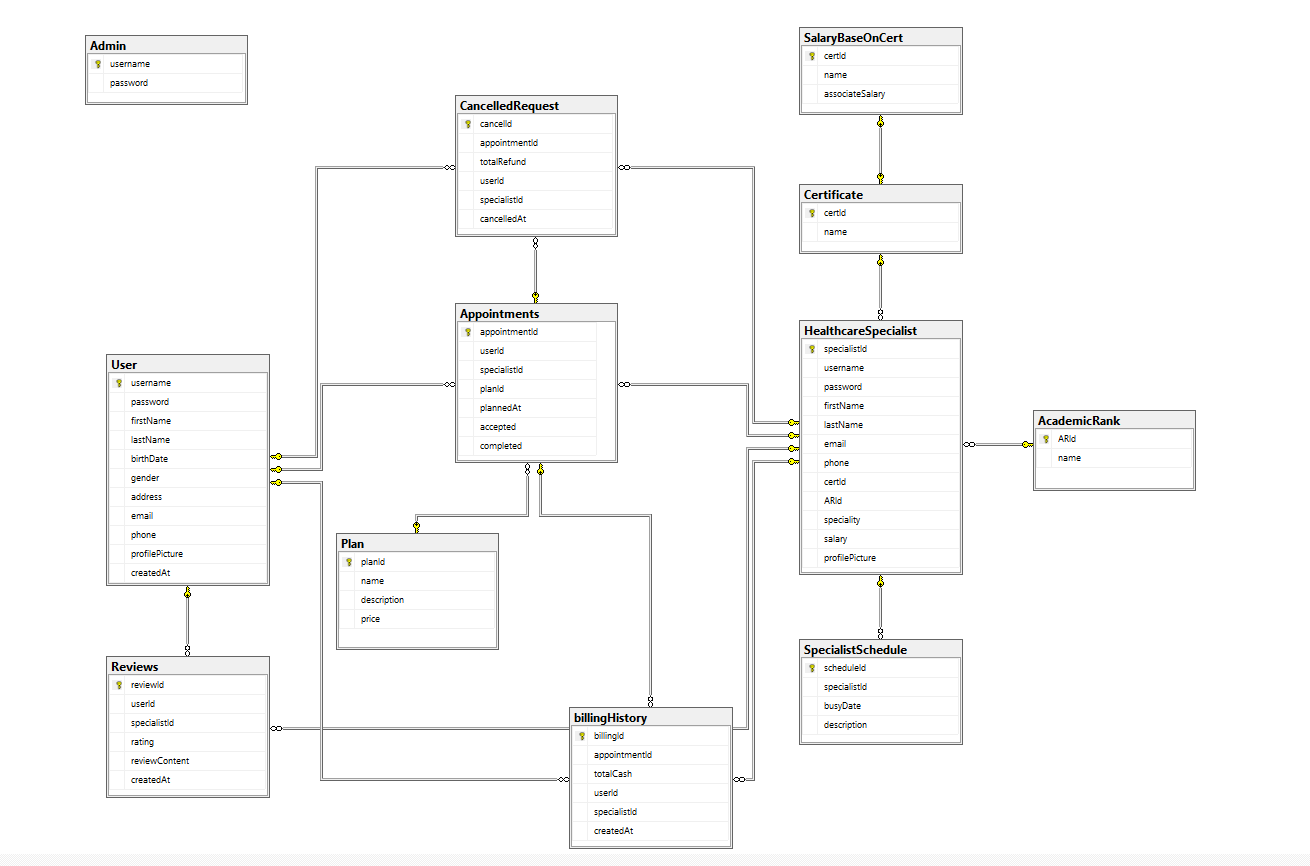 Admin
username
password
SalaryBaseOnCert
certId
name
associateSalary
CancelledRequest
cancelId
appointmentId
totalRefund
userId
specialistId
cancelledAt
Certificate
certId
name
Appointments
appointmentId
userId
specialistId
planId
plannedAt
accepted
completed
HealthcareSpecialist
specialistId
username
password
firstName
lastName
email
phone
certId
ARId
speciality
salary
profilePicture
User
username
password
firstName
lastName
birthDate
gender
address
email
phone
profilePicture
createdAt
AcademicRank
ARId
name
Plan
planId
name
description
price
Reviews
reviewId
userId
specialistId
rating
reviewContent
createdAt
SpecialistSchedule
scheduleId
specialistId
busyDate
description
billingHistory
billingId
appointmentId
totalCash
userId
specialistId
createdAt